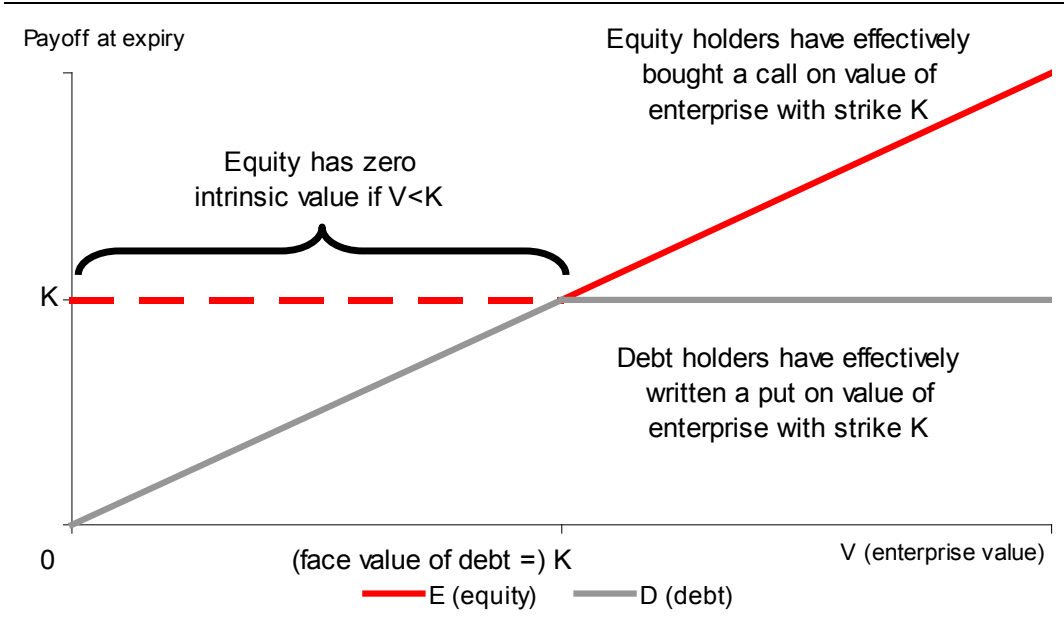 Payoff at expiry
Equity holders have effectively
bought a call on value of
enterprise with strike K
Equity has zero
intrinsic value if V<K
K
Debt holders have effectively
written a put on value of
enterprise with strike K
0
(face value of debt =) K
V (enterprise value)
E (equity)
D (debt)